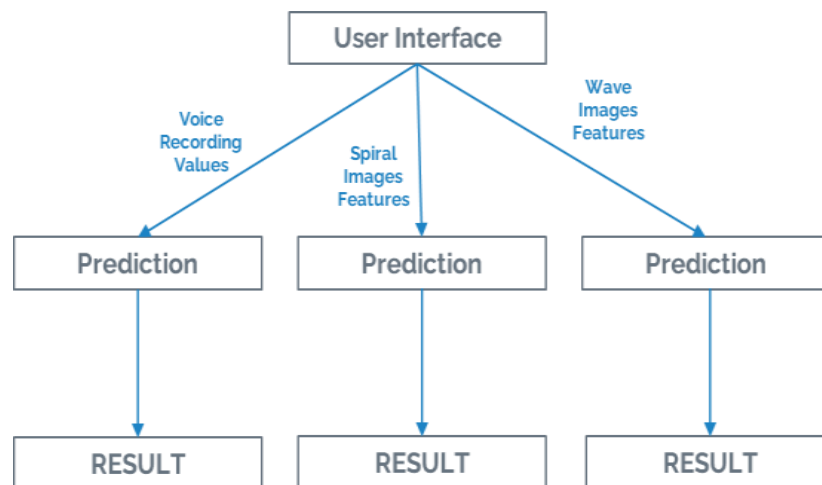 User Interface
Voice
Recording
Values
Spiral
Images
Features
Wave
Images
Features
Prediction
Prediction
Prediction
RESULT
RESULT
RESULT